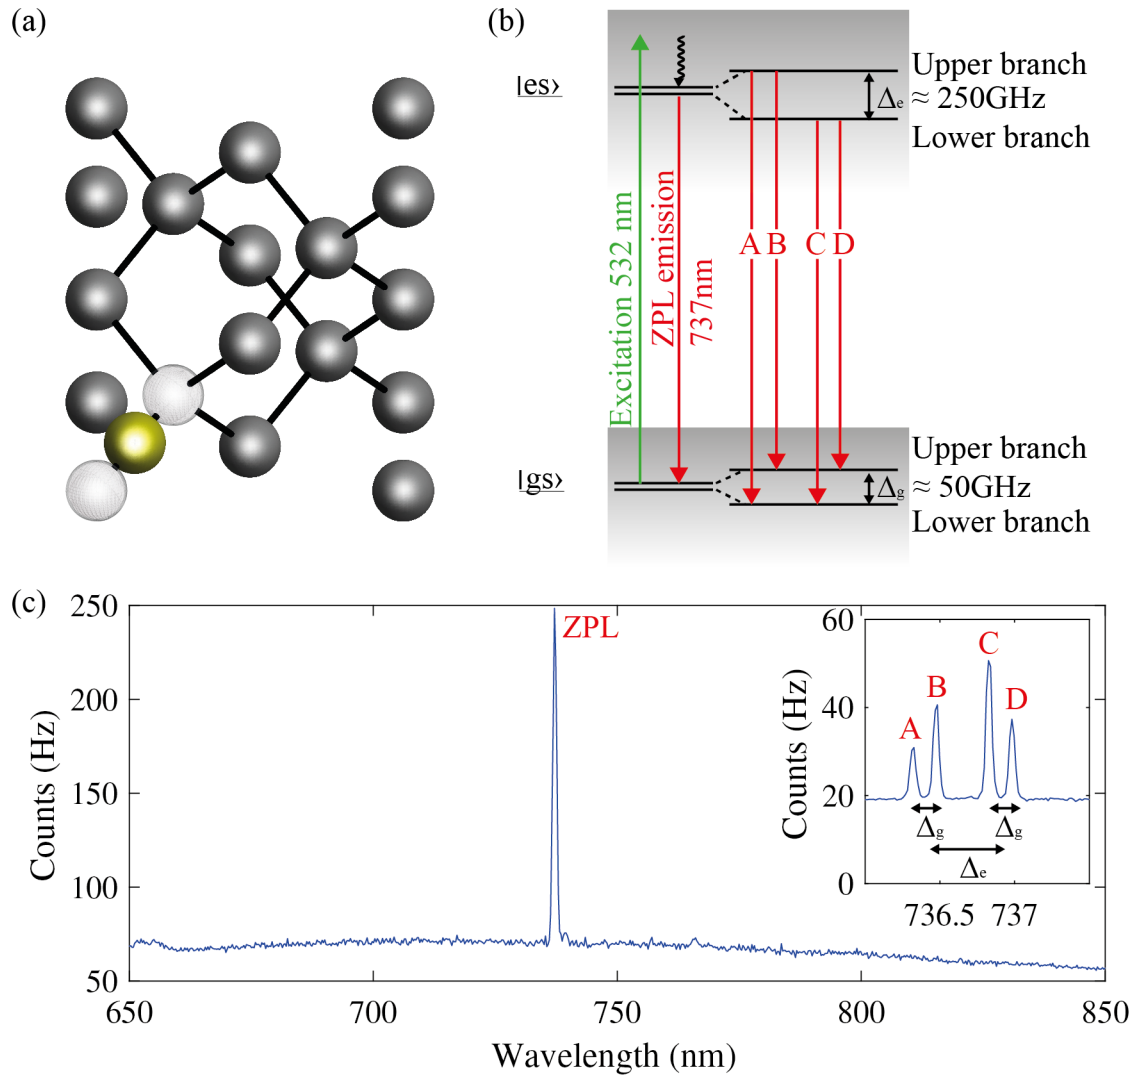 (a)
(b)
|es›
Upper branch
Δe ≈ 250GHz
Lower branch
Excitation 532 nm
ZPL emission
737nm
A
B
C
D
|gs›
Upper branch
Δg ≈ 50GHz
Lower branch
(c)
250
200
150
100
50
Counts (Hz)
ZPL
650
700
750
800
850
Wavelength (nm)
60
40
20
0
Counts (Hz)
A
B
C
D
Δg
Δg
Δe
736.5
737